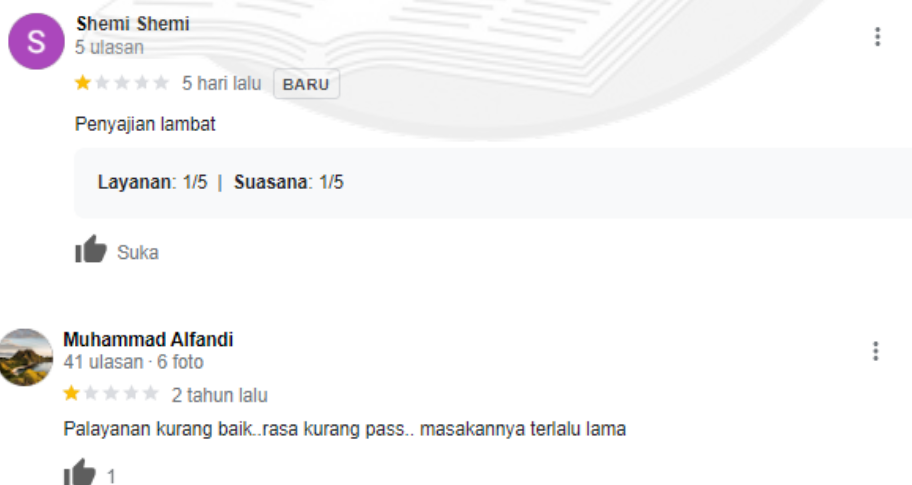 S
Shemi Shemi
5 ulasan
5 hari lalu BARU
Penyajian lambat
Layanan: 1/5 | Suasana: 1/5
Suka
Muhammad Alfandi
41 ulasan · 6 foto
2 tahun lalu
Palayanan kurang baik..rasa kurang pass.. masakannya terlalu lama
1